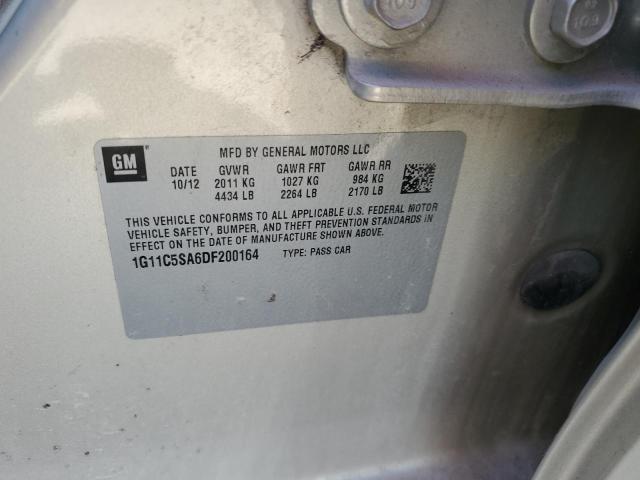 109
02
109
GM
MFD BY GENERAL MOTORS LLC
DATE GVWR GAWR FRT GAWR RR
10/12 2011 KG 1027 KG 984 KG
4434 LB 2264 LB 2170 LB
THIS VEHICLE CONFORMS TO ALL APPLICABLE U.S. FEDERAL MOTOR
VEHICLE SAFETY, BUMPER, AND THEFT PREVENTION STANDARDS IN
EFFECT ON THE DATE OF MANUFACTURE SHOWN ABOVE.
1G11C5SA6DF200164 TYPE: PASS CAR